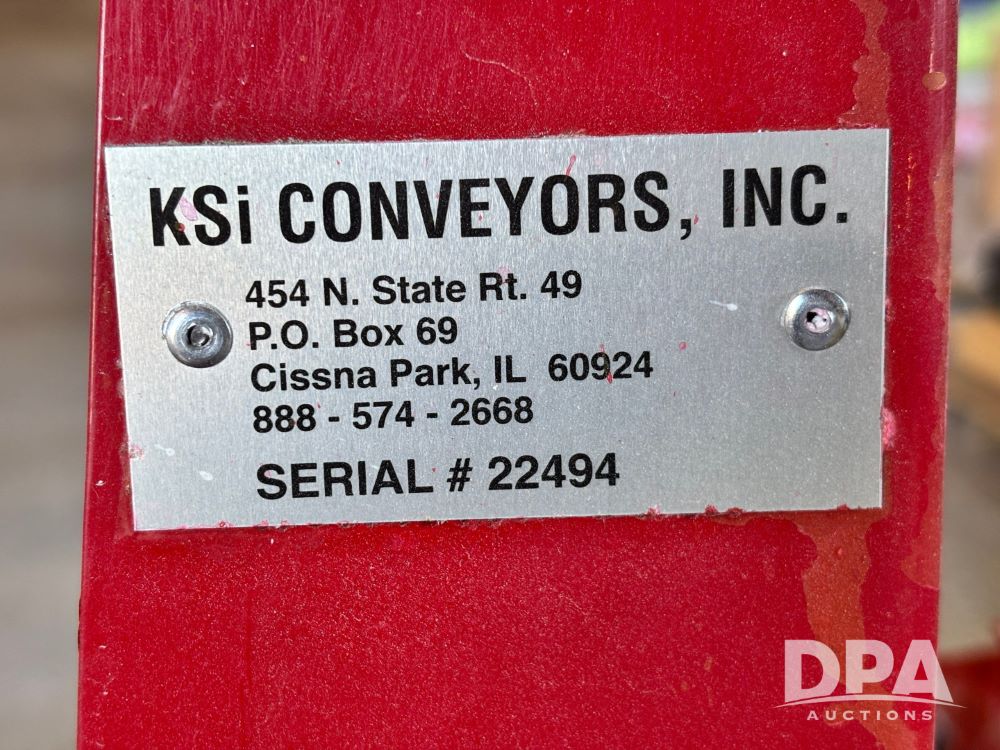 KSi CONVEYORS, INC.
454 N. State Rt. 49
P.O. Box 69
Cissna Park, IL 60924
888 - 574 - 2668
SERIAL # 22494
DPA
AUCTIONS